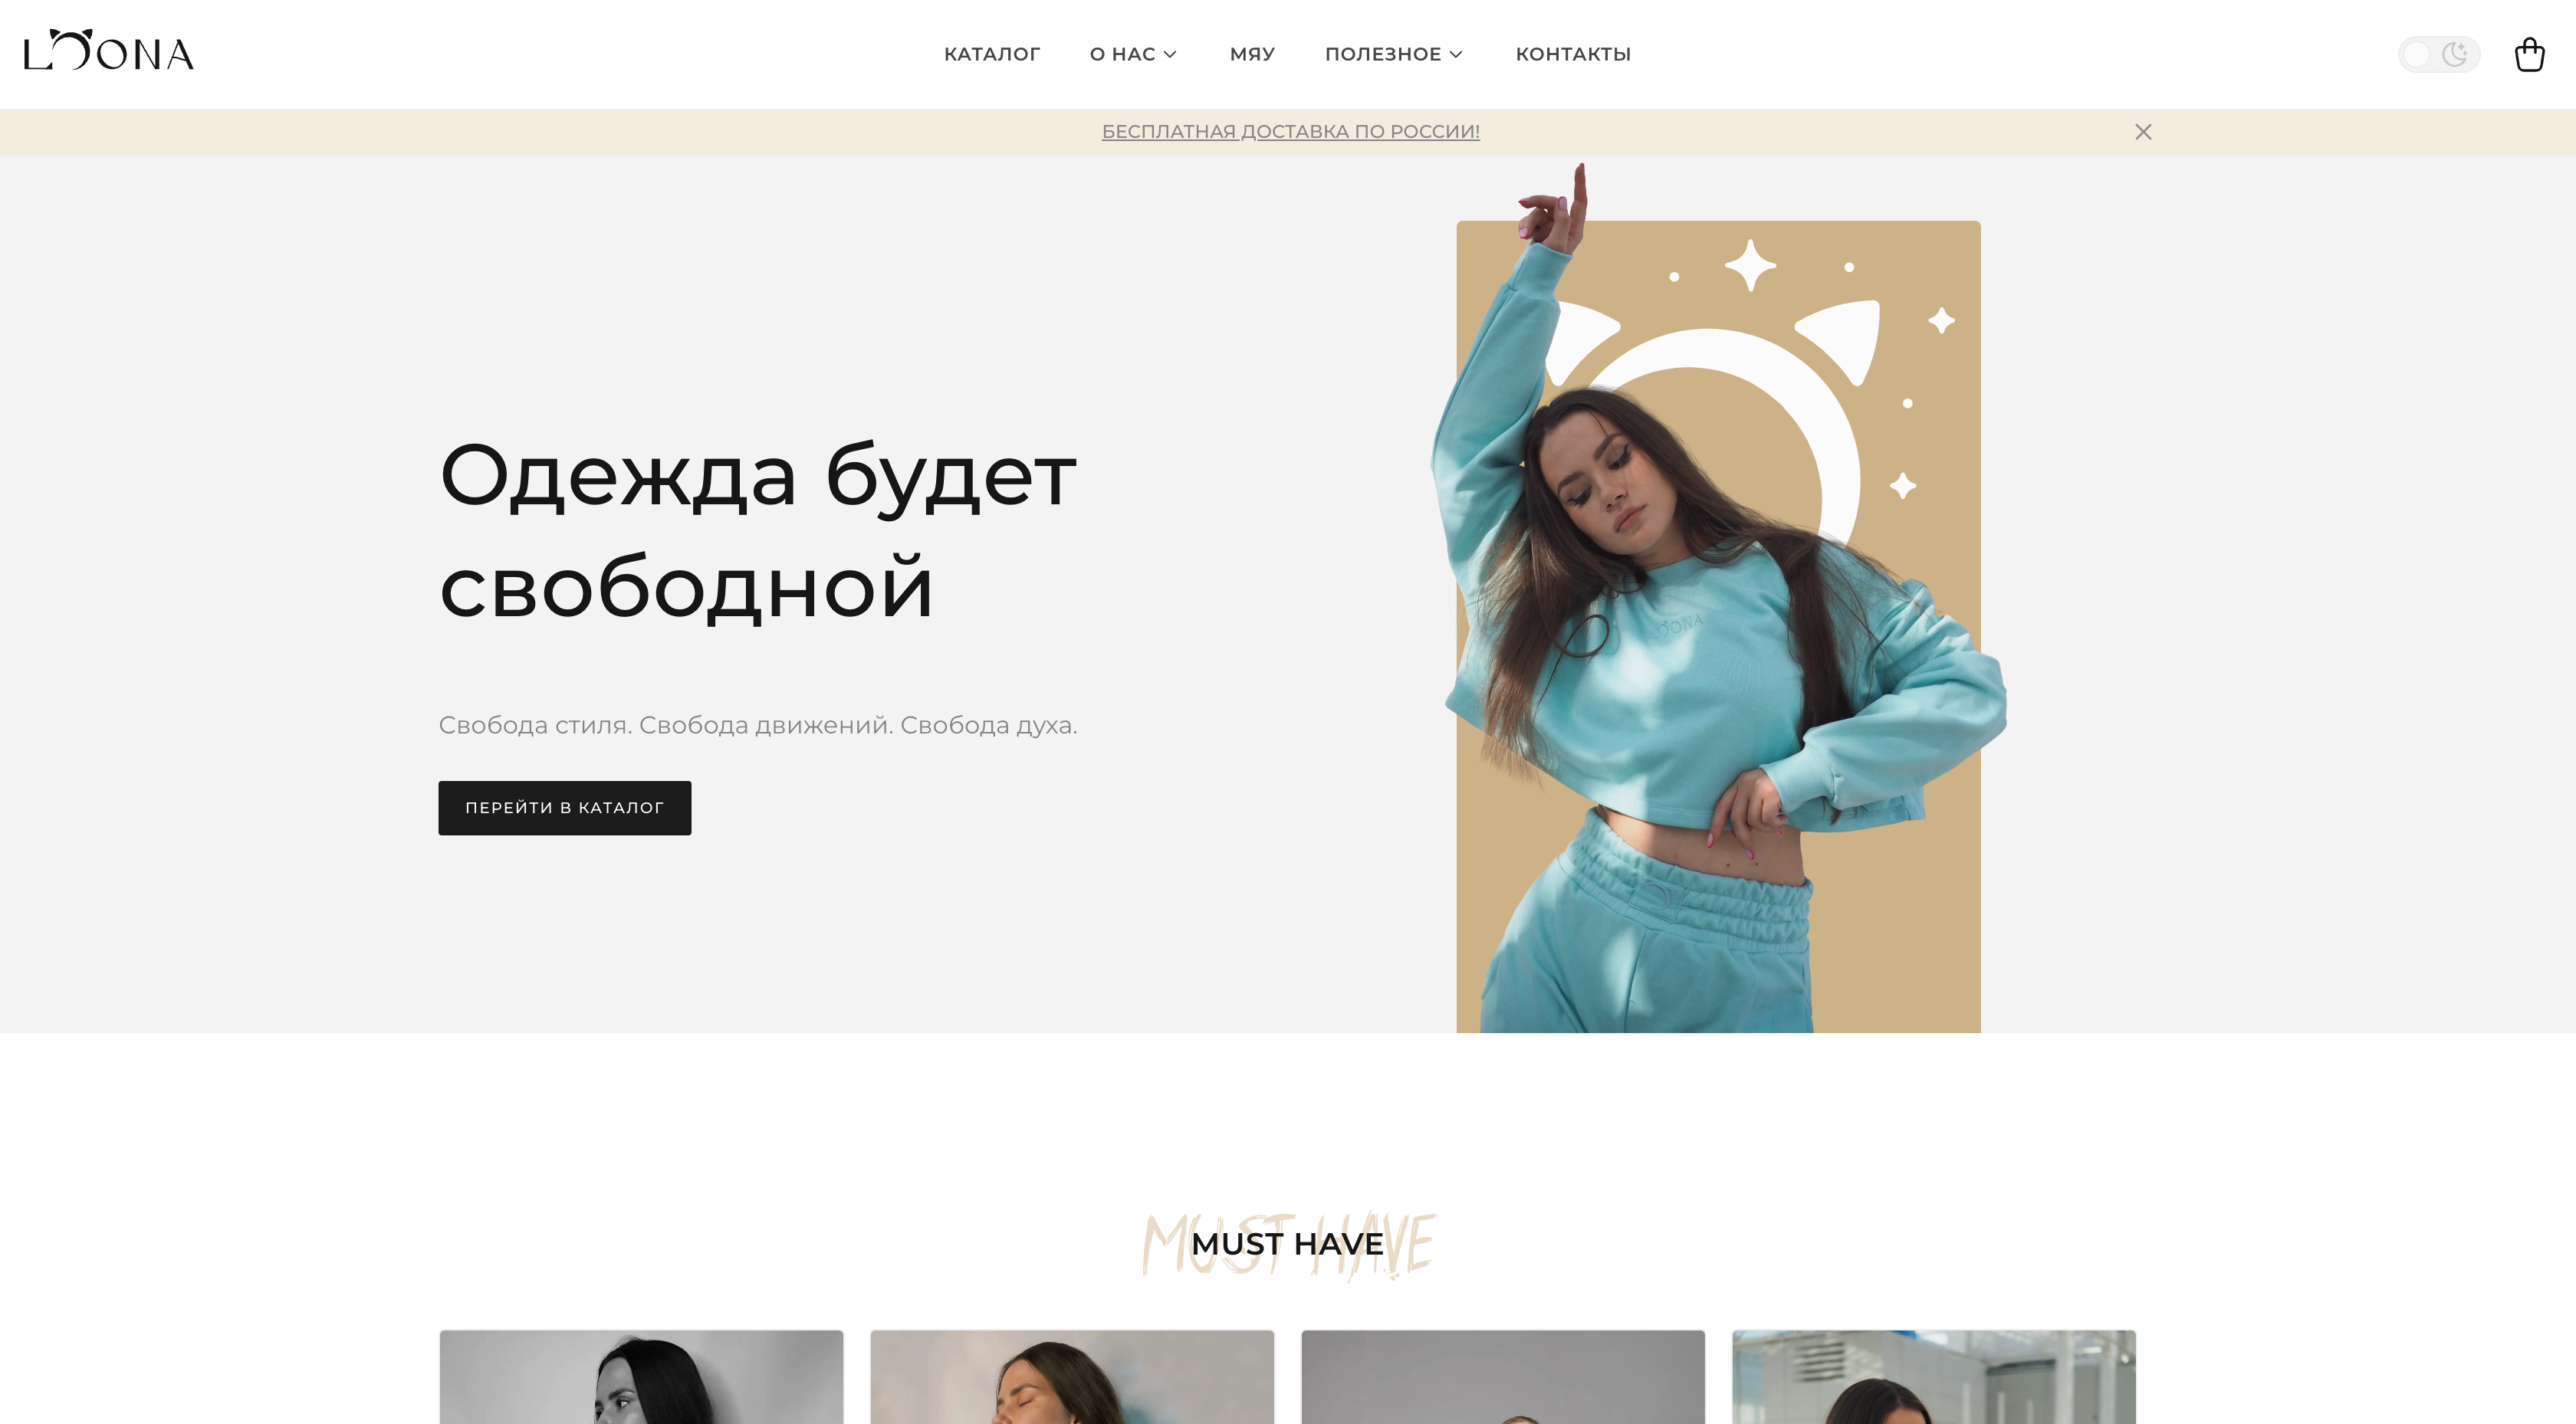 LOONA
КАТАЛОГ
О НАС
МЯУ
ПОЛЕЗНОЕ
КОНТАКТЫ
БЕСПЛАТНАЯ ДОСТАВКА ПО РОССИИ!
Одежда будет
свободной
LOONA
Свобода стиля. Свобода движений. Свобода духа.
ПЕРЕЙТИ В КАТАЛОГ
MUST HAVE
MUST HAVE